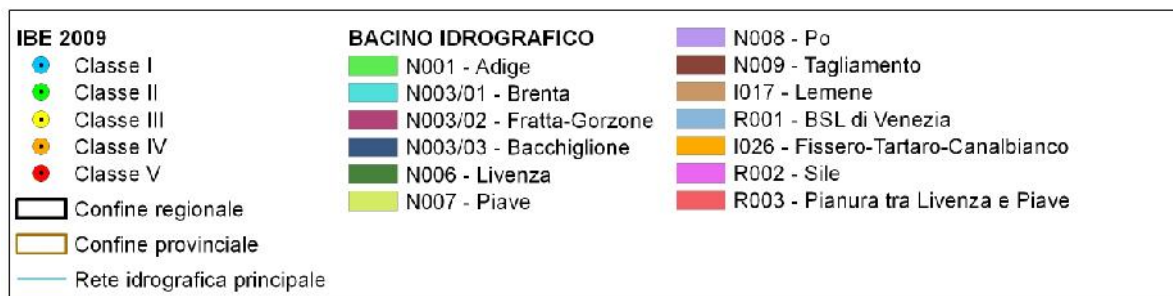 IBE 2009
Classe I
Classe II
Classe III
Classe IV
Classe V
Confine regionale
Confine provinciale
Rete idrografica principale
BACINO IDROGRAFICO
N001 - Adige
N003/01 - Brenta
N003/02 - Fratta-Gorzone
N003/03 - Bacchiglione
N006 - Livenza
N007 - Piave
N008 - Po
N009 - Tagliamento
I017 - Lemene
R001 - BSL di Venezia
I026 - Fissero-Tartaro-Canalbianco
R002 - Sile
R003 - Pianura tra Livenza e Piave